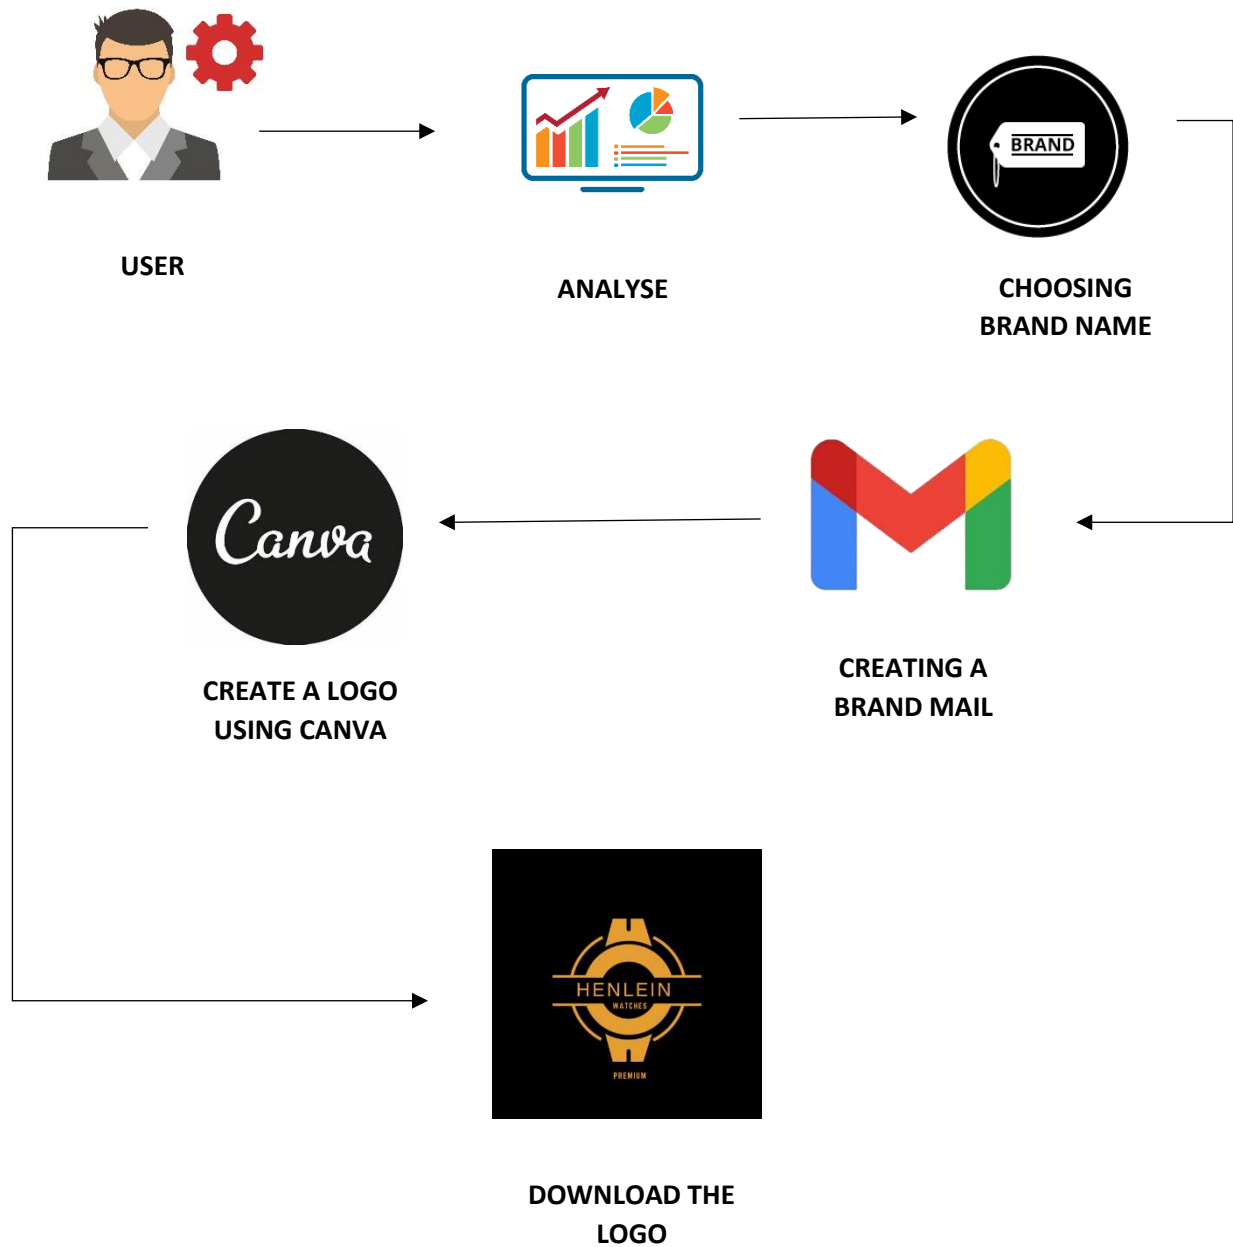 BRAND
USER
ANALYSE
CHOOSING
BRAND NAME
Canva
CREATE A LOGO
USING CANVA
CREATING A
BRAND MAIL
HENLEIN
WATCHES
PREMIUM
DOWNLOAD THE
LOGO